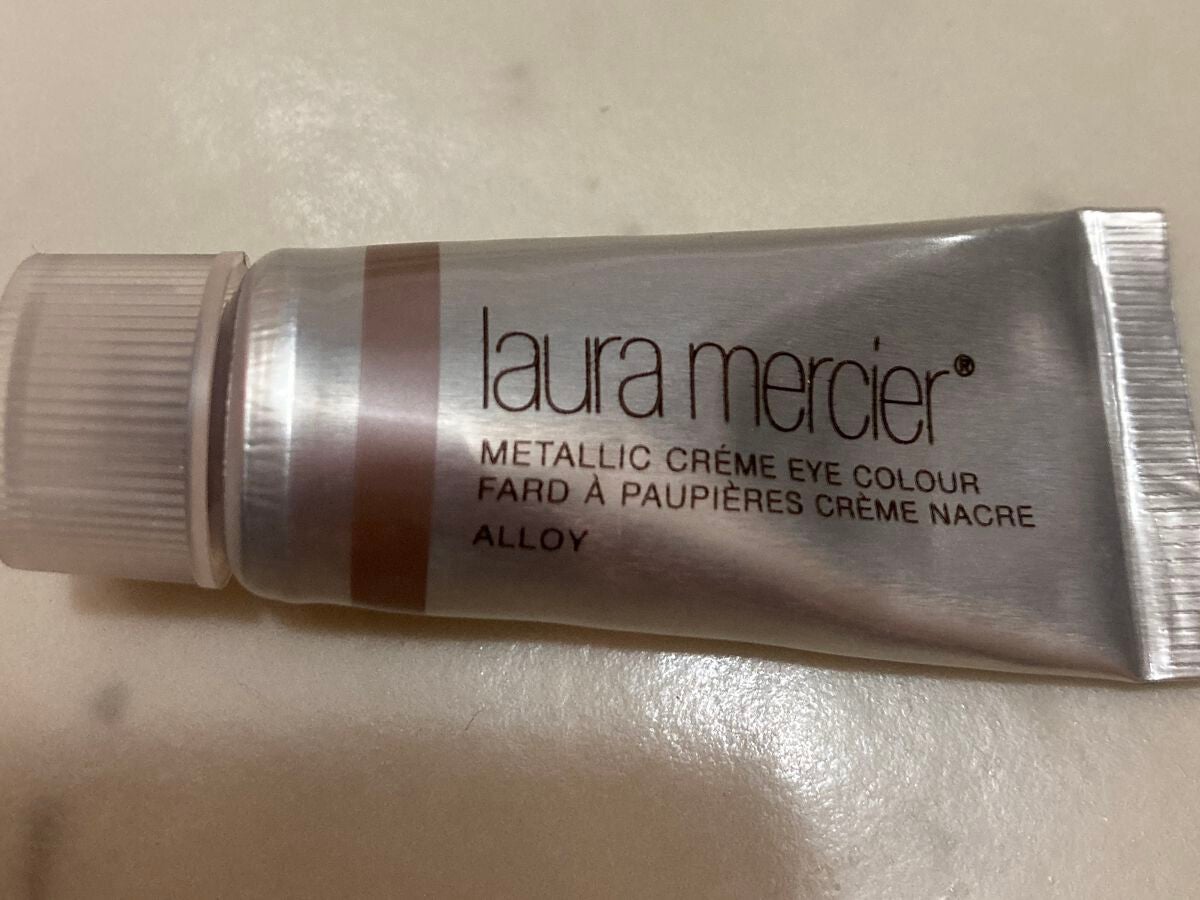 laura mercier®
METALLIC CRÉME EYE COLOUR
FARD À PAUPIÈRES CRÈME NACRE
ALLOY